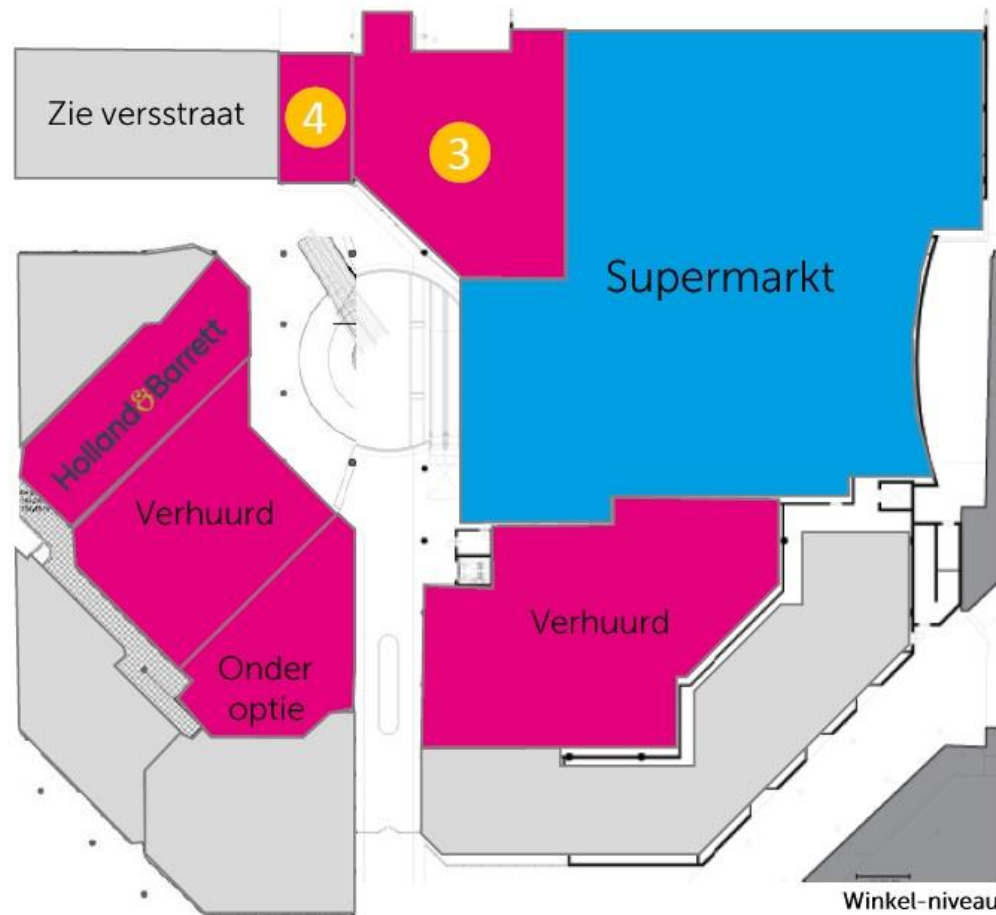 Zie versstraat
4
3
Supermarkt
Holland&Barrett
Verhuurd
Verhuurd
Onder
optie
Winkel-niveau